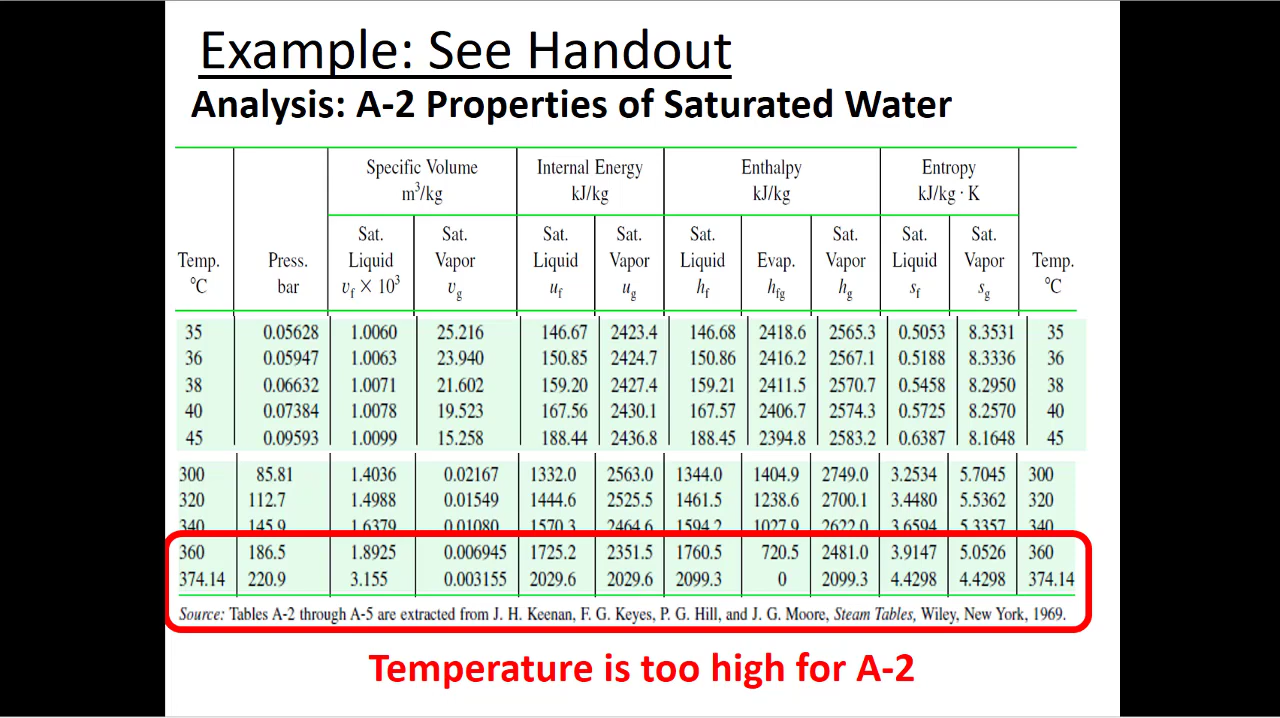 Example: See Handout
Analysis: A-2 Properties of Saturated Water
Specific Volume Internal Energy Enthalpy Entropy
m³/kg kJ/kg kJ/kg kJ/kg · K
Sat. Sat. Sat. Sat. Sat. Sat. Sat. Sat.
Temp. Press. Liquid Vapor Liquid Vapor Liquid Evap. Vapor Liquid Vapor Temp.
°C bar υf × 10³ υg uf ug hf hfg hg sf sg °C
35 0.05628 1.0060 25.216 146.67 2423.4 146.68 2418.6 2565.3 0.5053 8.3531 35
36 0.05947 1.0063 23.940 150.85 2424.7 150.86 2416.2 2567.1 0.5188 8.3336 36
38 0.06632 1.0071 21.602 159.20 2427.4 159.21 2411.5 2570.7 0.5458 8.2950 38
40 0.07384 1.0078 19.523 167.56 2430.1 167.57 2406.7 2574.3 0.5725 8.2570 40
45 0.09593 1.0099 15.258 188.44 2436.8 188.45 2394.8 2583.2 0.6387 8.1648 45
300 85.81 1.4036 0.02167 1332.0 2563.0 1344.0 1404.9 2749.0 3.2534 5.7045 300
320 112.7 1.4988 0.01549 1444.6 2525.5 1461.5 1238.6 2700.1 3.4480 5.5362 320
340 145.9 1.6379 0.01080 1570.3 2464.6 1594.2 1027.9 2622.0 3.6594 5.3357 340
360 186.5 1.8925 0.006945 1725.2 2351.5 1760.5 720.5 2481.0 3.9147 5.0526 360
374.14 220.9 3.155 0.003155 2029.6 2029.6 2099.3 0 2099.3 4.4298 4.4298 374.14
Source: Tables A-2 through A-5 are extracted from J. H. Keenan, F. G. Keyes, P. G. Hill, and J. G. Moore, Steam Tables, Wiley, New York, 1969.
Temperature is too high for A-2